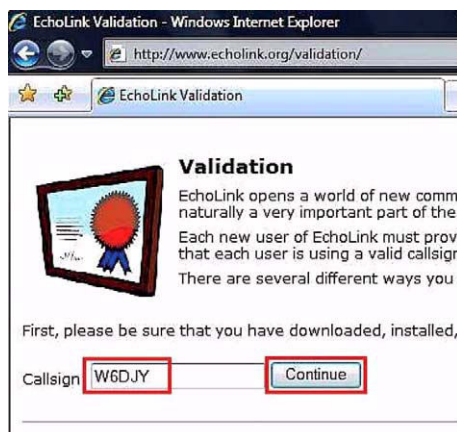 EchoLink Validation - Windows Internet Explorer
http://www.echolink.org/validation/
EchoLink Validation
Validation
EchoLink opens a world of new comm
naturally a very important part of the
Each new user of EchoLink must prov
that each user is using a valid callsign
There are several different ways you
First, please be sure that you have downloaded, installed,
Callsign W6DJY Continue